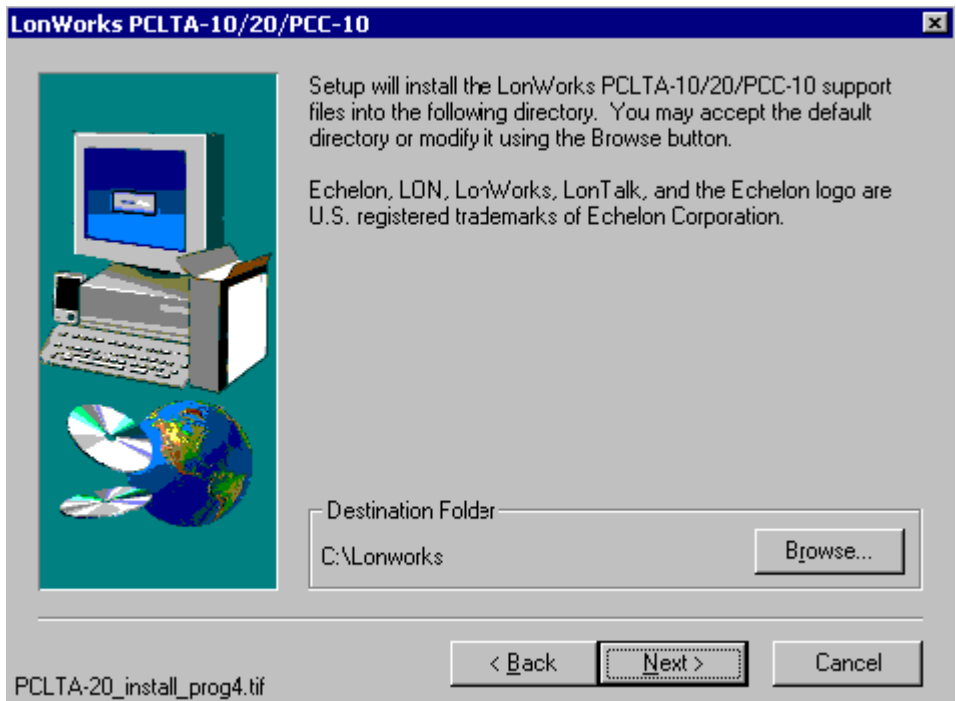 LonWorks PCLTA-10/20/PCC-10
Setup will install the LonWorks PCLTA-10/20/PCC-10 support
files into the following directory. You may accept the default
directory or modify it using the Browse button.
Echelon, LON, LonWorks, LonTalk, and the Echelon logo are
U.S. registered trademarks of Echelon Corporation.
Destination Folder
C:\Lonworks
Browse...
< Back
Next >
Cancel
PCLTA-20_install_prog4.tif